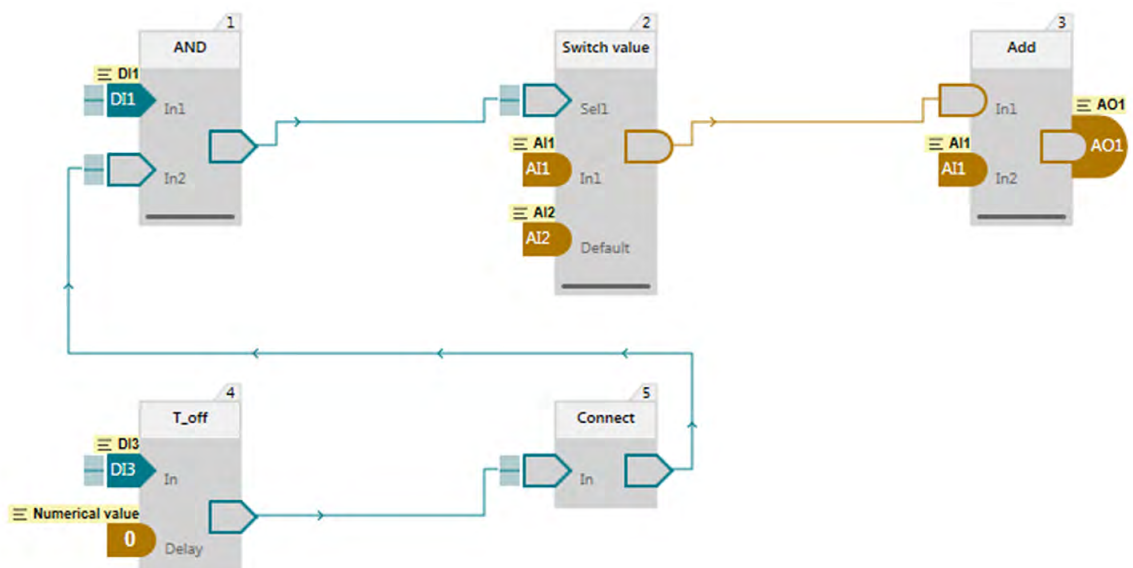 1
AND
DI1
DI1
In1
In2
2
Switch value
Sel1
AI1
AI1
In1
AI2
AI2
Default
3
Add
In1
AO1
AO1
AI1
AI1
In2
4
T_off
DI3
DI3
In
Numerical value
0
Delay
5
Connect
In